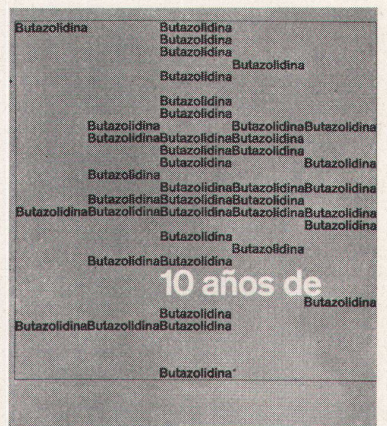 Butazolidina Butazolidina
Butazolidina
Butazolidina
Butazolidina
Butazolidina
Butazolidina
Butazolidina
Butazolidina ButazolidinaButazolidina
ButazolidinaButazolidinaButazolidina
ButazolidinaButazolidina
Butazolidina Butazolidina
Butazolidina
ButazolidinaButazolidinaButazolidina
ButazolidinaButazolidinaButazolidina
ButazolidinaButazolidinaButazolidinaButazolidinaButazolidina
Butazolidina
Butazolidina
Butazolidina
ButazolidinaButazolidina
10 años de
Butazolidina
Butazolidina
ButazolidinaButazolidinaButazolidina
Butazolidina*